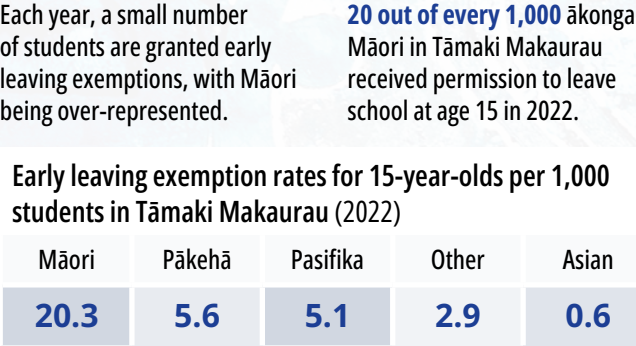 Each year, a small number
of students are granted early
leaving exemptions, with Māori
being over-represented.
20 out of every 1,000 ākonga
Māori in Tāmaki Makaurau
received permission to leave
school at age 15 in 2022.
Early leaving exemption rates for 15-year-olds per 1,000
students in Tāmaki Makaurau (2022)
Māori Pākehā Pasifika Other Asian
20.3 5.6 5.1 2.9 0.6